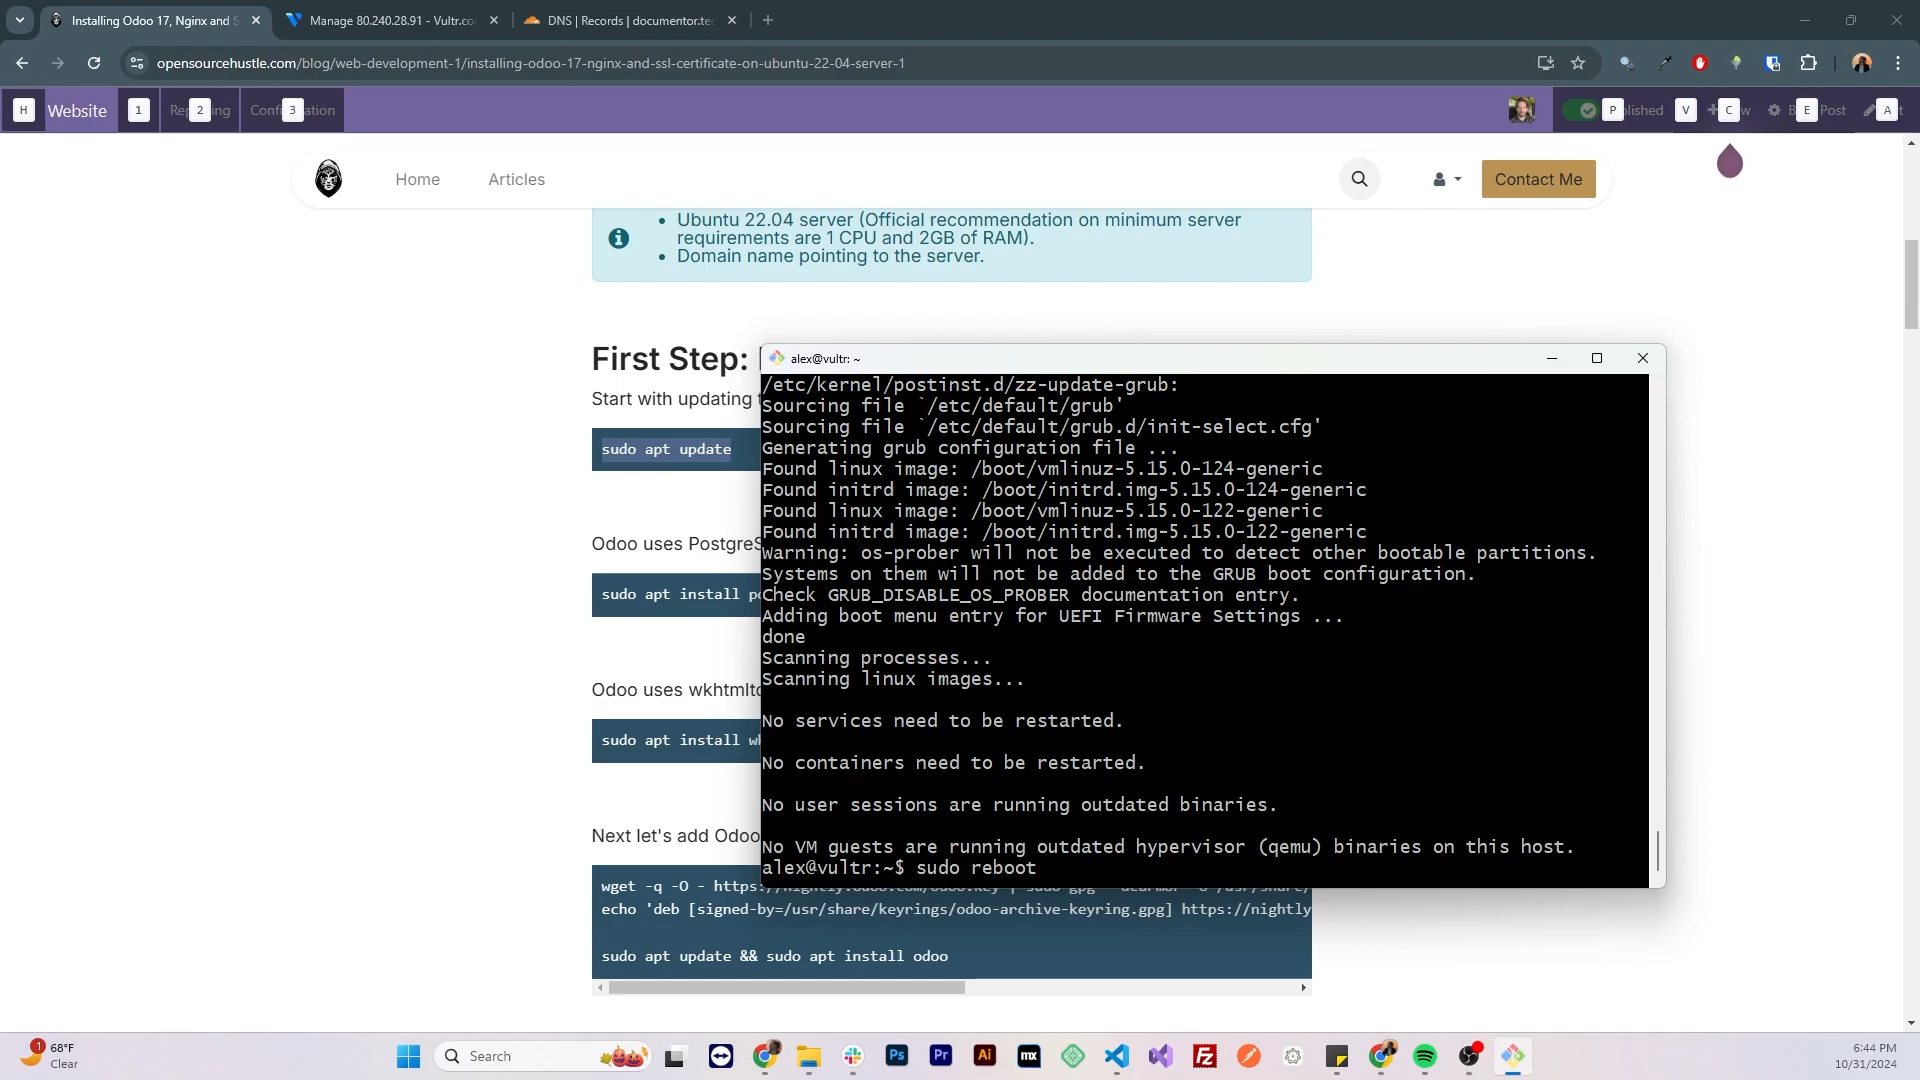 Installing Odoo 17, Nginx and S
Manage 80.240.28.91 - Vultr.co
DNS | Records | documentor.tec
opensourcehustle.com/blog/web-development-1/installing-odoo-17-nginx-and-ssl-certificate-on-ubuntu-22-04-server-1
H Website 1 2 3 P V C E A
Home
Articles
Contact Me
Ubuntu 22.04 server (Official recommendation on minimum server
requirements are 1 CPU and 2GB of RAM).
Domain name pointing to the server.
First Step:
Start with updating
sudo apt update
Odoo uses PostgreS
sudo apt install po
Odoo uses wkhtmlto
sudo apt install wk
Next let's add Odoo
wget -q -O - https:
echo 'deb [signed-by=/usr/share/keyrings/odoo-archive-keyring.gpg] https://nightly
sudo apt update && sudo apt install odoo
alex@vultr: ~
/etc/kernel/postinst.d/zz-update-grub:
Sourcing file `/etc/default/grub'
Sourcing file `/etc/default/grub.d/init-select.cfg'
Generating grub configuration file ...
Found linux image: /boot/vmlinuz-5.15.0-124-generic
Found initrd image: /boot/initrd.img-5.15.0-124-generic
Found linux image: /boot/vmlinuz-5.15.0-122-generic
Found initrd image: /boot/initrd.img-5.15.0-122-generic
Warning: os-prober will not be executed to detect other bootable partitions.
Systems on them will not be added to the GRUB boot configuration.
Check GRUB_DISABLE_OS_PROBER documentation entry.
Adding boot menu entry for UEFI Firmware Settings ...
done
Scanning processes...
Scanning linux images...
No services need to be restarted.
No containers need to be restarted.
No user sessions are running outdated binaries.
No VM guests are running outdated hypervisor (qemu) binaries on this host.
alex@vultr:~$ sudo reboot
1
68°F
Clear
Search
Ps
Pr
Ai
mx
Fz
6:44 PM
10/31/2024